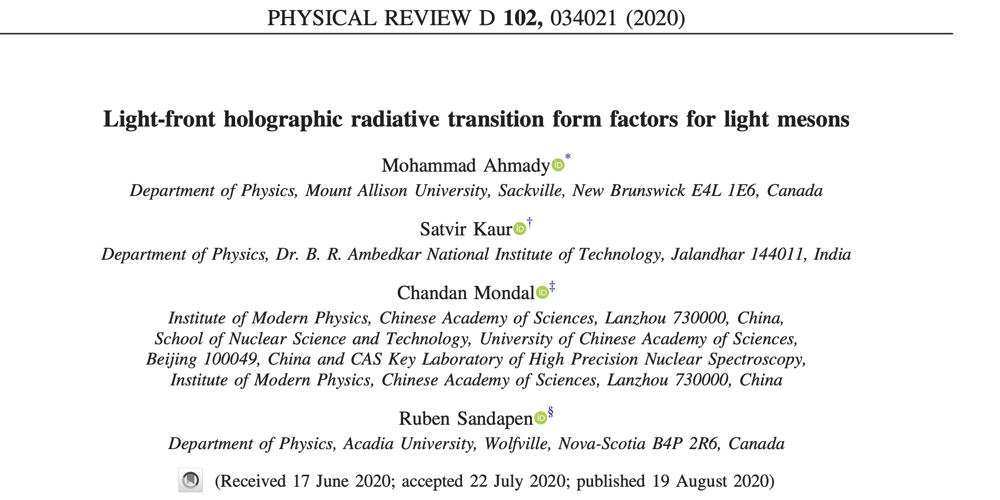 PHYSICAL REVIEW D 102, 034021 (2020)
Light-front holographic radiative transition form factors for light mesons
Mohammad Ahmady iD *
Department of Physics, Mount Allison University, Sackville, New Brunswick E4L 1E6, Canada
Satvir Kaur iD †
Department of Physics, Dr. B. R. Ambedkar National Institute of Technology, Jalandhar 144011, India
Chandan Mondal iD ‡
Institute of Modern Physics, Chinese Academy of Sciences, Lanzhou 730000, China,
School of Nuclear Science and Technology, University of Chinese Academy of Sciences,
Beijing 100049, China and CAS Key Laboratory of High Precision Nuclear Spectroscopy,
Institute of Modern Physics, Chinese Academy of Sciences, Lanzhou 730000, China
Ruben Sandapen iD §
Department of Physics, Acadia University, Wolfville, Nova-Scotia B4P 2R6, Canada
(Received 17 June 2020; accepted 22 July 2020; published 19 August 2020)